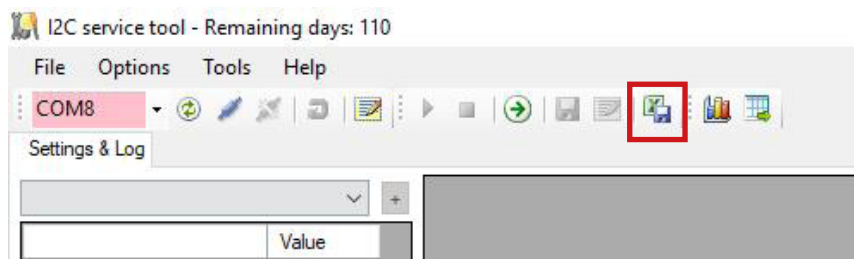 I2C service tool - Remaining days: 110
File Options Tools Help
COM8
Settings & Log
+
Value